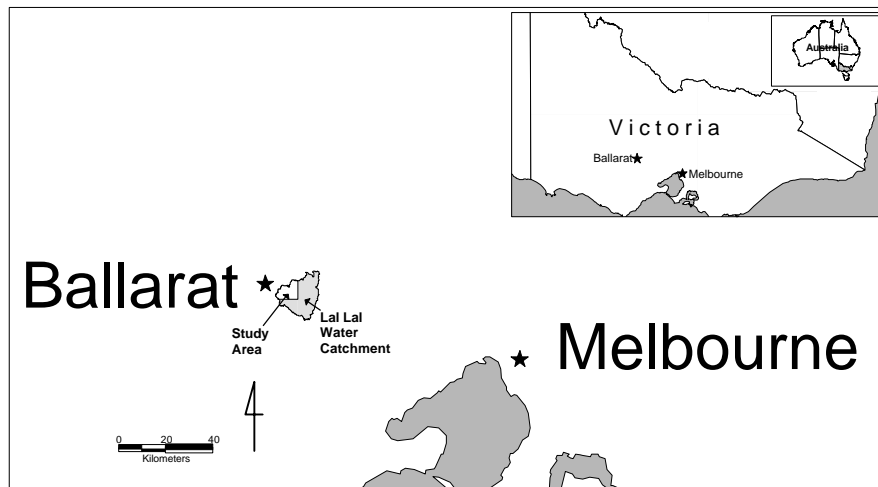 Australia
Victoria
Ballarat
Melbourne
Ballarat
Study
Area
Lal Lal
Water
Catchment
Melbourne
0 20 40
Kilometers